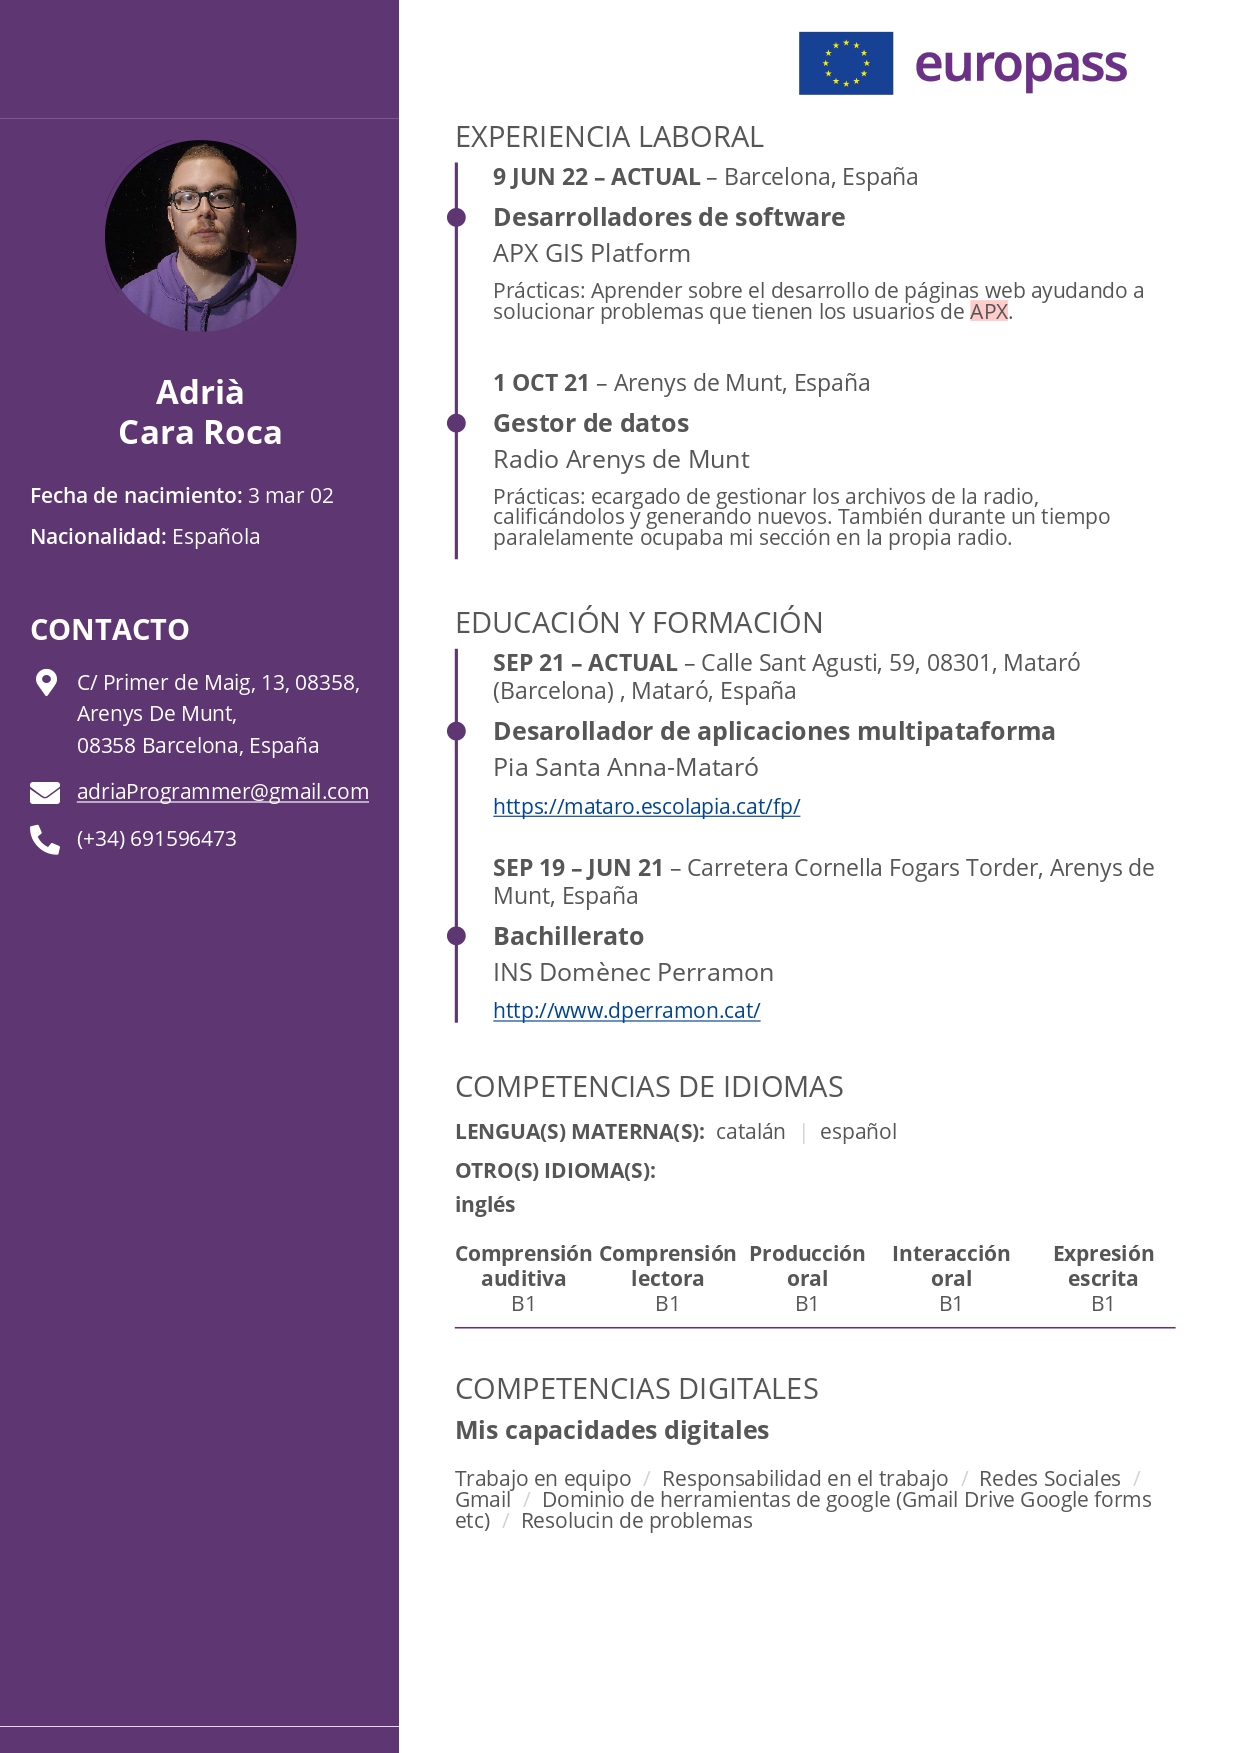 europass
Adrià
Cara Roca
Fecha de nacimiento: 3 mar 02
Nacionalidad: Española
CONTACTO
C/ Primer de Maig, 13, 08358,
Arenys De Munt,
08358 Barcelona, España
adriaProgrammer@gmail.com
(+34) 691596473
EXPERIENCIA LABORAL
9 JUN 22 – ACTUAL – Barcelona, España
Desarrolladores de software
APX GIS Platform
Prácticas: Aprender sobre el desarrollo de páginas web ayudando a
solucionar problemas que tienen los usuarios de APX.
1 OCT 21 – Arenys de Munt, España
Gestor de datos
Radio Arenys de Munt
Prácticas: ecargado de gestionar los archivos de la radio,
calificándolos y generando nuevos. También durante un tiempo
paralelamente ocupaba mi sección en la propia radio.
EDUCACIÓN Y FORMACIÓN
SEP 21 – ACTUAL – Calle Sant Agusti, 59, 08301, Mataró
(Barcelona) , Mataró, España
Desarollador de aplicaciones multipataforma
Pia Santa Anna-Mataró
https://mataro.escolapia.cat/fp/
SEP 19 – JUN 21 – Carretera Cornella Fogars Torder, Arenys de
Munt, España
Bachillerato
INS Domènec Perramon
http://www.dperramon.cat/
COMPETENCIAS DE IDIOMAS
LENGUA(S) MATERNA(S): catalán | español
OTRO(S) IDIOMA(S):
inglés
Comprensión Comprensión Producción Interacción Expresión
auditiva lectora oral oral escrita
B1 B1 B1 B1 B1
COMPETENCIAS DIGITALES
Mis capacidades digitales
Trabajo en equipo / Responsabilidad en el trabajo / Redes Sociales /
Gmail / Dominio de herramientas de google (Gmail Drive Google forms
etc) / Resolucin de problemas